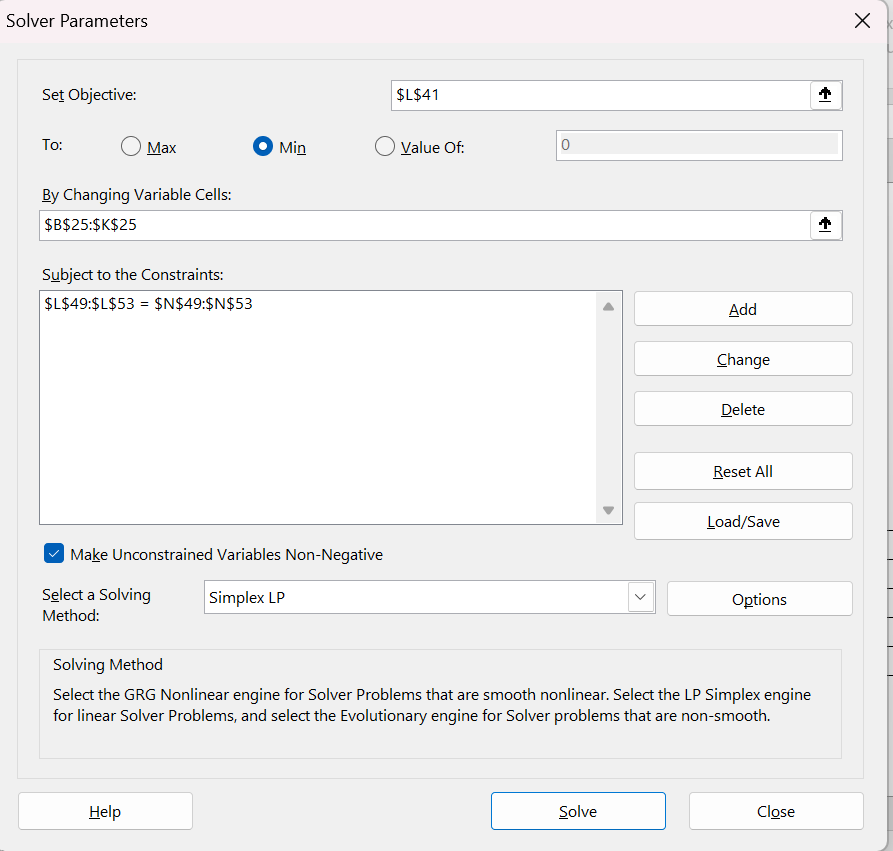 Solver Parameters
Set Objective:
$L$41
To:
Max
Min
Value Of:
0
By Changing Variable Cells:
$B$25:$K$25
Subject to the Constraints:
$L$49:$L$53 = $N$49:$N$53
Add
Change
Delete
Reset All
Load/Save
Make Unconstrained Variables Non-Negative
Select a Solving
Method:
Simplex LP
Options
Solving Method
Select the GRG Nonlinear engine for Solver Problems that are smooth nonlinear. Select the LP Simplex engine
for linear Solver Problems, and select the Evolutionary engine for Solver problems that are non-smooth.
Help
Solve
Close